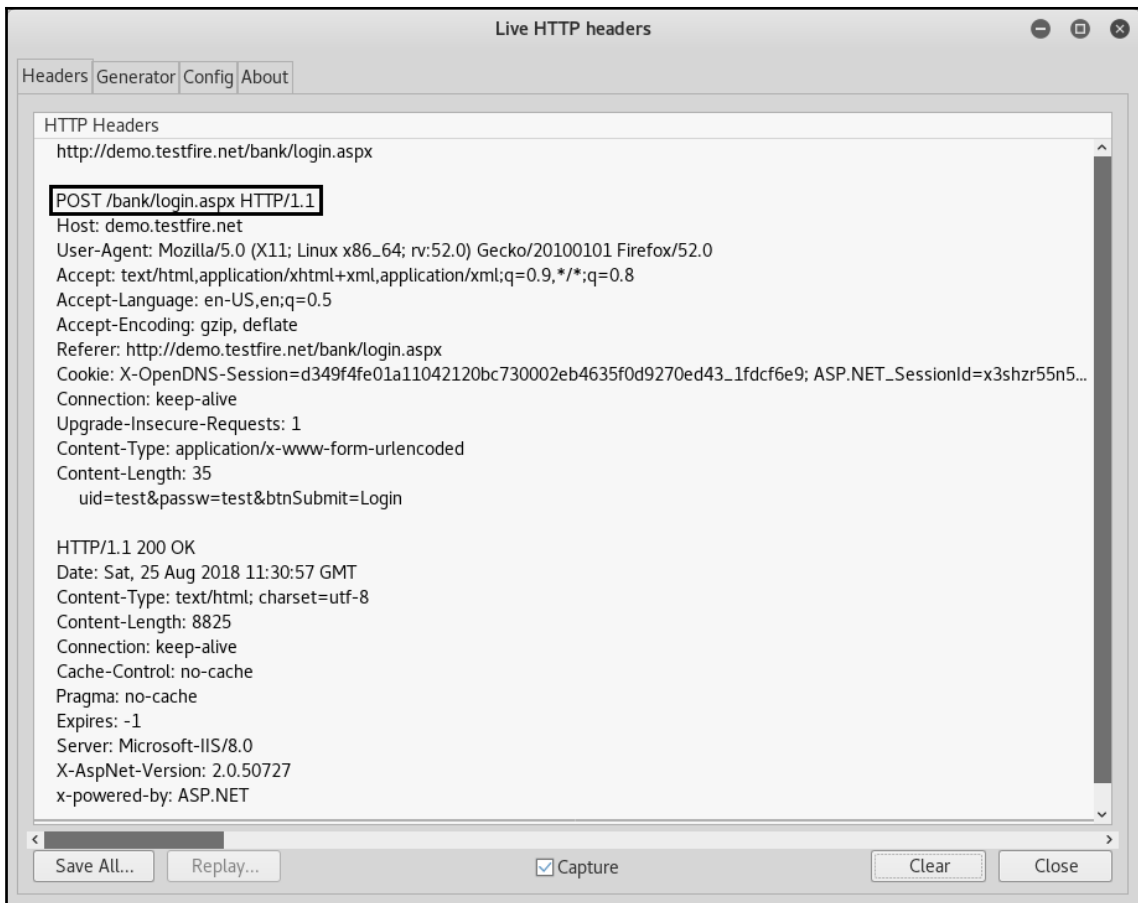 Live HTTP headers
Headers Generator Config About
HTTP Headers
http://demo.testfire.net/bank/login.aspx
POST /bank/login.aspx HTTP/1.1
Host: demo.testfire.net
User-Agent: Mozilla/5.0 (X11; Linux x86_64; rv:52.0) Gecko/20100101 Firefox/52.0
Accept: text/html,application/xhtml+xml,application/xml;q=0.9,*/*;q=0.8
Accept-Language: en-US,en;q=0.5
Accept-Encoding: gzip, deflate
Referer: http://demo.testfire.net/bank/login.aspx
Cookie: X-OpenDNS-Session=d349f4fe01a11042120bc730002eb4635f0d9270ed43_1fdcf6e9; ASP.NET_SessionId=x3shzr55n5...
Connection: keep-alive
Upgrade-Insecure-Requests: 1
Content-Type: application/x-www-form-urlencoded
Content-Length: 35
uid=test&passw=test&btnSubmit=Login
HTTP/1.1 200 OK
Date: Sat, 25 Aug 2018 11:30:57 GMT
Content-Type: text/html; charset=utf-8
Content-Length: 8825
Connection: keep-alive
Cache-Control: no-cache
Pragma: no-cache
Expires: -1
Server: Microsoft-IIS/8.0
X-AspNet-Version: 2.0.50727
x-powered-by: ASP.NET
Save All... Replay... Capture Clear Close